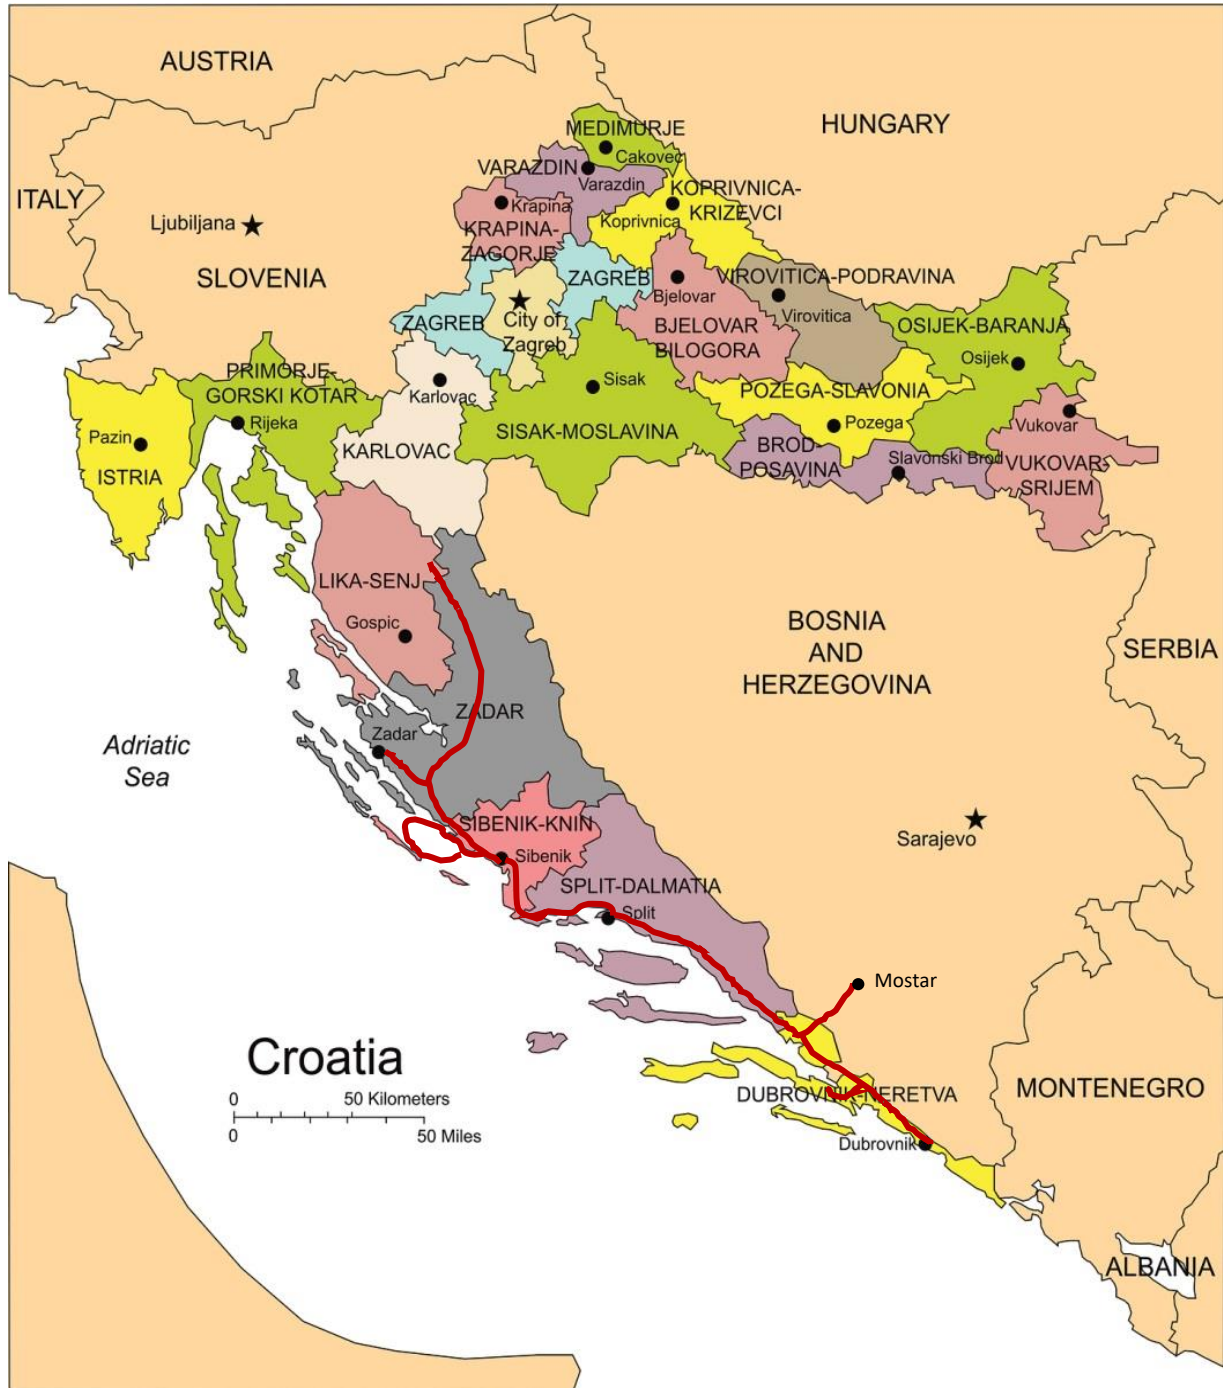 AUSTRIA
HUNGARY
ITALY
MEDIMURJE
Cakovec
VARAZDIN
Varazdin
KOPRIVNICA-
KRIZEVCI
Koprivnica
Krapina
KRAPINA-
ZAGORJE
Ljubiljana
SLOVENIA
ZAGREB
ZAGREB
City of
Zagreb
VIROVITICA-PODRAVINA
Virovitica
Bjelovar
BJELOVAR
BILOGORA
OSIJEK-BARANJA
Osijek
PRIMORJE-
GORSKI KOTAR
Rijeka
Karlovac
KARLOVAC
Sisak
SISAK-MOSLAVINA
POZEGA-SLAVONIA
Pozega
Pazin
ISTRIA
BROD-
POSAVINA
Slavonski Brod
Vukovar
VUKOVAR-
SRIJEM
LIKA-SENJ
Gospic
BOSNIA
AND
HERZEGOVINA
SERBIA
ZADAR
Zadar
Adriatic
Sea
SIBENIK-KNIN
Sibenik
Sarajevo
SPLIT-DALMATIA
Split
Mostar
Croatia
0
50 Kilometers
0
50 Miles
DUBROVNIK-NERETVA
Dubrovnik
MONTENEGRO
ALBANIA